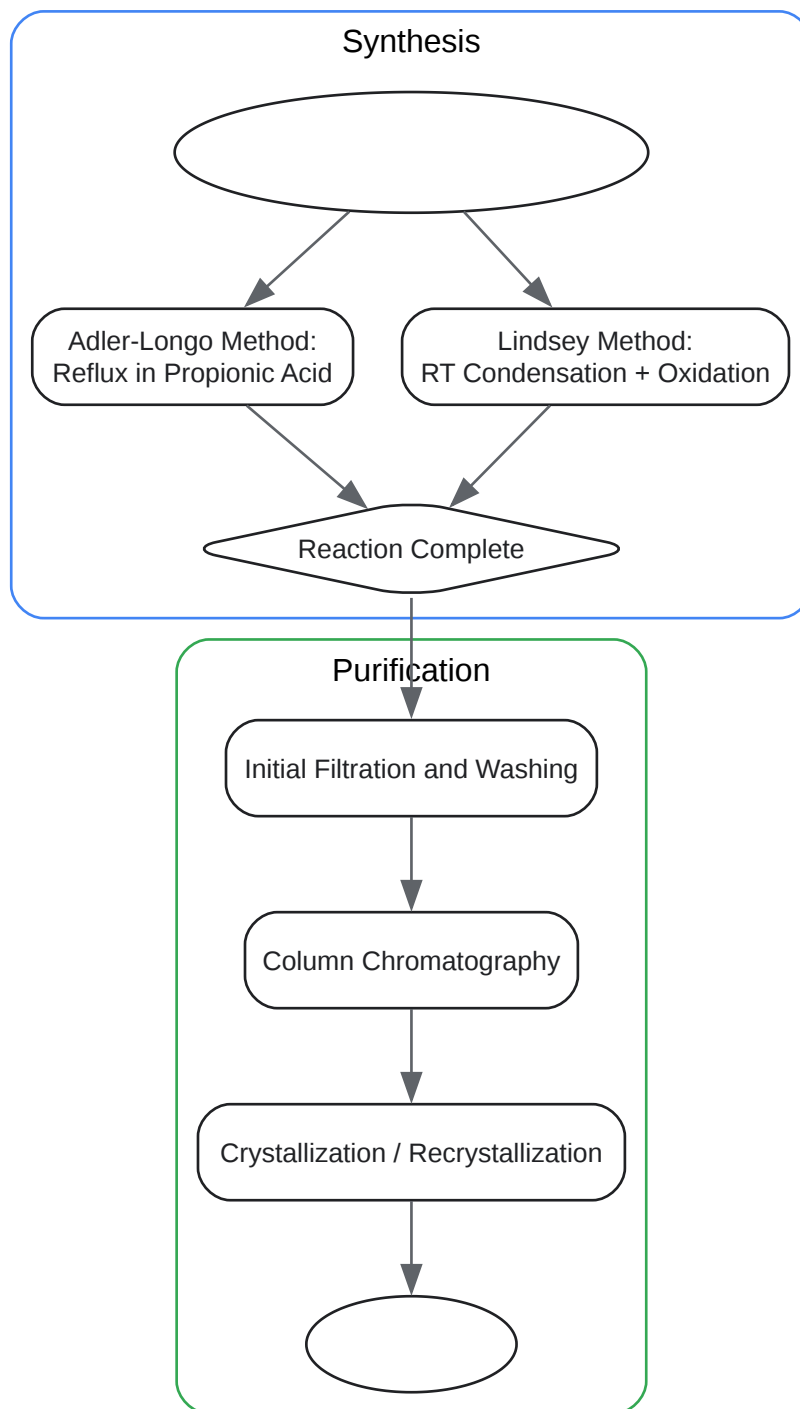 Synthesis
Adler-Longo Method:
Reflux in Propionic Acid
Lindsey Method:
RT Condensation + Oxidation
Reaction Complete
Purification
Initial Filtration and Washing
Column Chromatography
Crystallization / Recrystallization